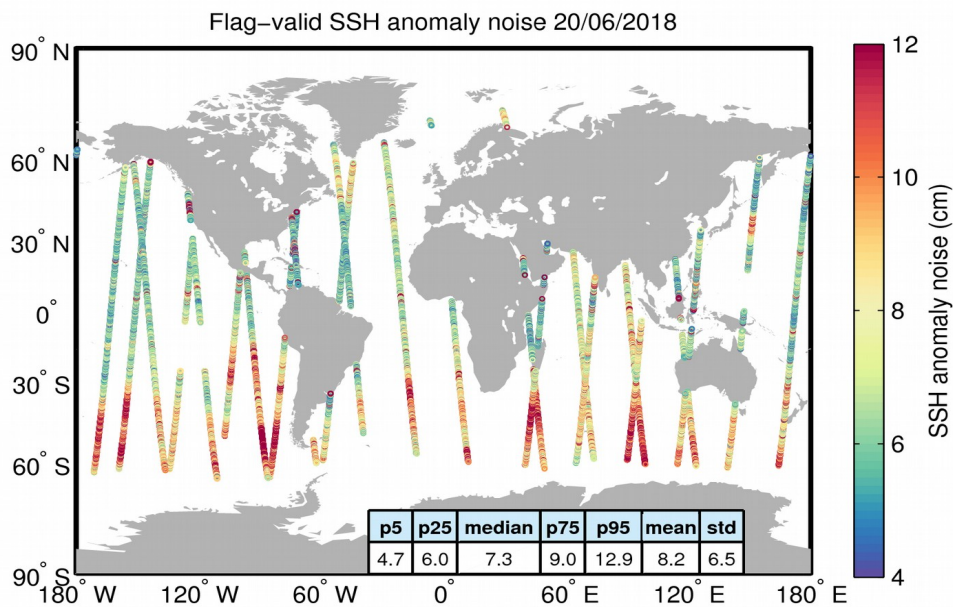 Flag–valid SSH anomaly noise 20/06/2018
90° N
60° N
30° N
0°
30° S
60° S
90° S
180° W
120° W
60° W
0°
60° E
120° E
180° E
p5 p25 median p75 p95 mean std
4.7 6.0 7.3 9.0 12.9 8.2 6.5
12
10
8
6
4
SSH anomaly noise (cm)